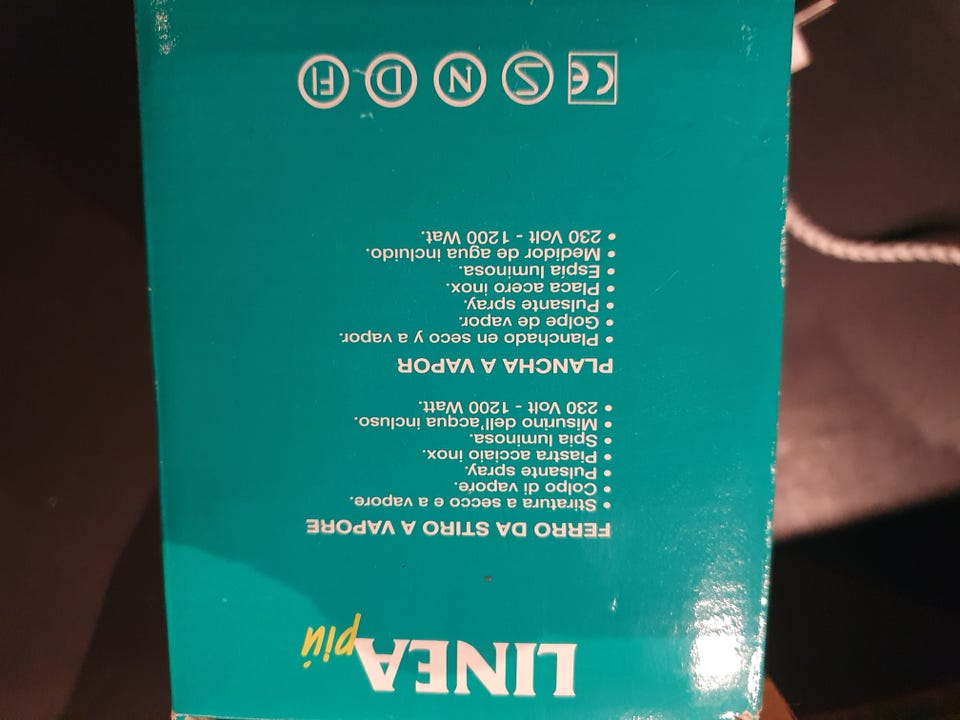 LINEA più
FERRO DA STIRO A VAPORE
• Stiratura a secco e a vapore.
• Colpo di vapore.
• Pulsante spray.
• Piastra acciaio inox.
• Spia luminosa.
• Misurino dell'acqua incluso.
• 230 Volt - 1200 Watt.
PLANCHA A VAPOR
• Planchado en seco y a vapor.
• Golpe de vapor.
• Pulsante spray.
• Placa acero inox.
• Espía luminosa.
• Medidor de agua incluido.
• 230 Volt - 1200 Wat.
CE S N D FI